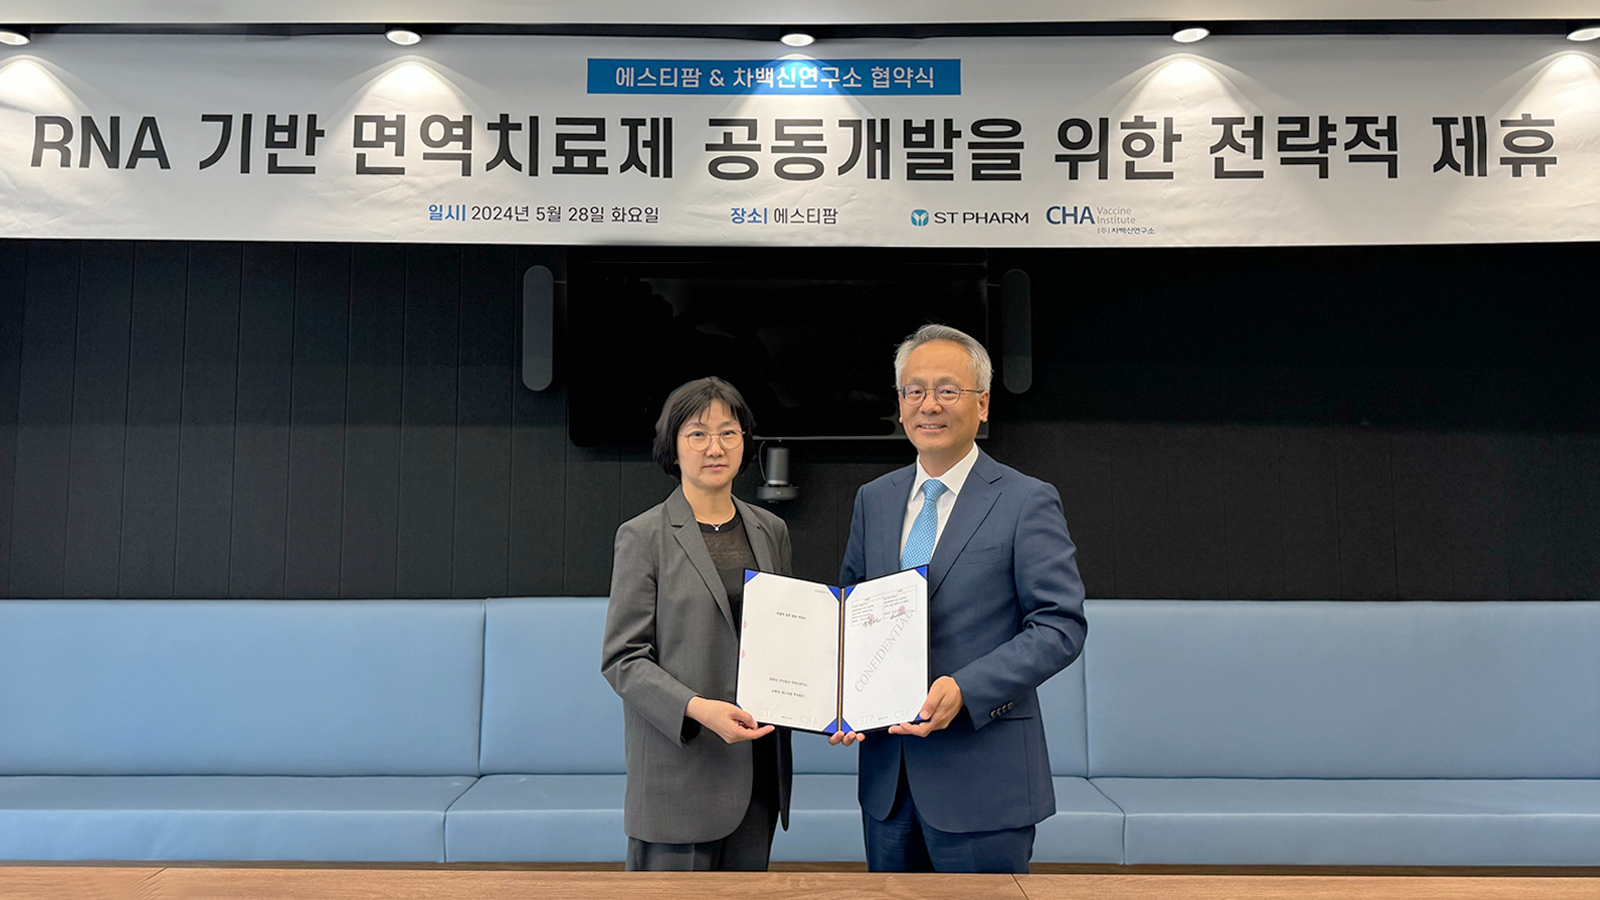 에스티팜 & 차백신연구소 협약식
RNA 기반 면역치료제 공동개발을 위한 전략적 제휴
일시| 2024년 5월 28일 화요일 장소| 에스티팜
ST PHARM
CHA Vaccine
Institute
(주)차백신연구소
CONFIDENTIAL